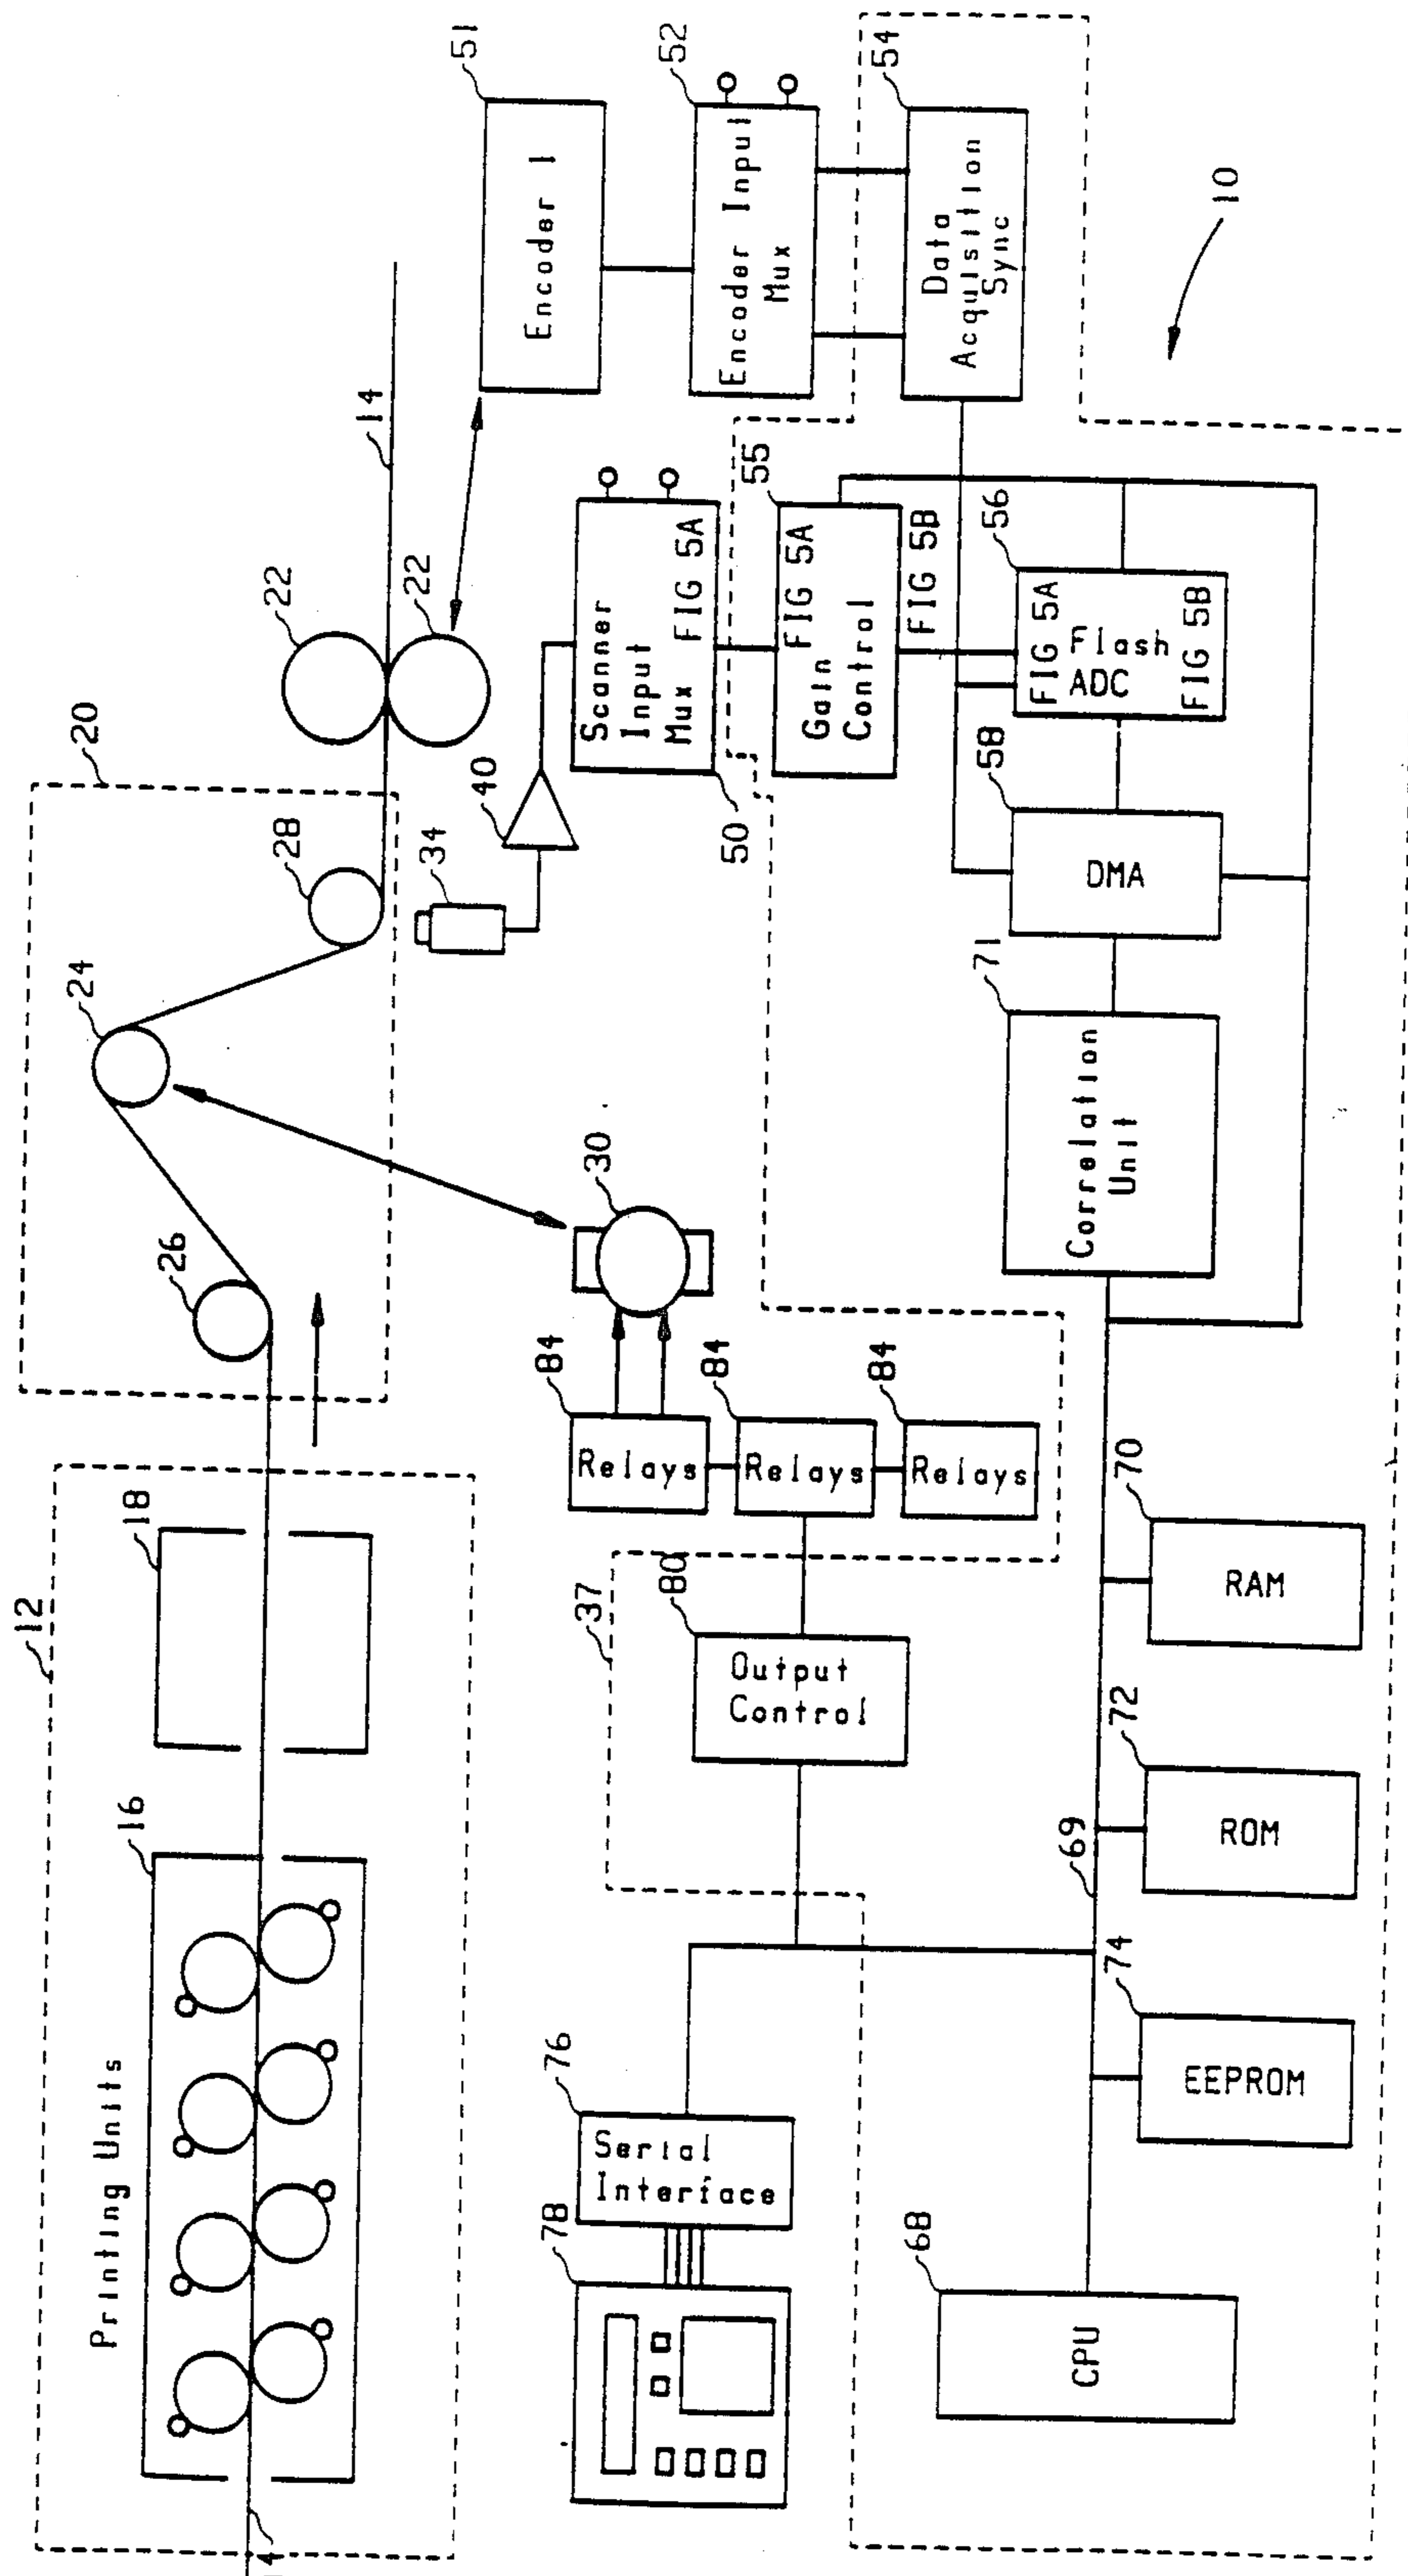 12
Printing Units
16
18
20
26
24
28
22
22
14
14
51
Encoder 1
52
Encoder Input
Mux
54
Data
Acquisition
Sync
10
34
40
Scanner
Input
Mux
FIG 5A
50
55
FIG 5A
Gain
Control
FIG 5B
56
FIG 5A
Flash
ADC
FIG 5B
58
DMA
71
Correlation
Unit
30
84
Relays
84
Relays
84
Relays
37
80
Output
Control
76
Serial
Interface
78
69
70
RAM
72
ROM
74
EEPROM
68
CPU